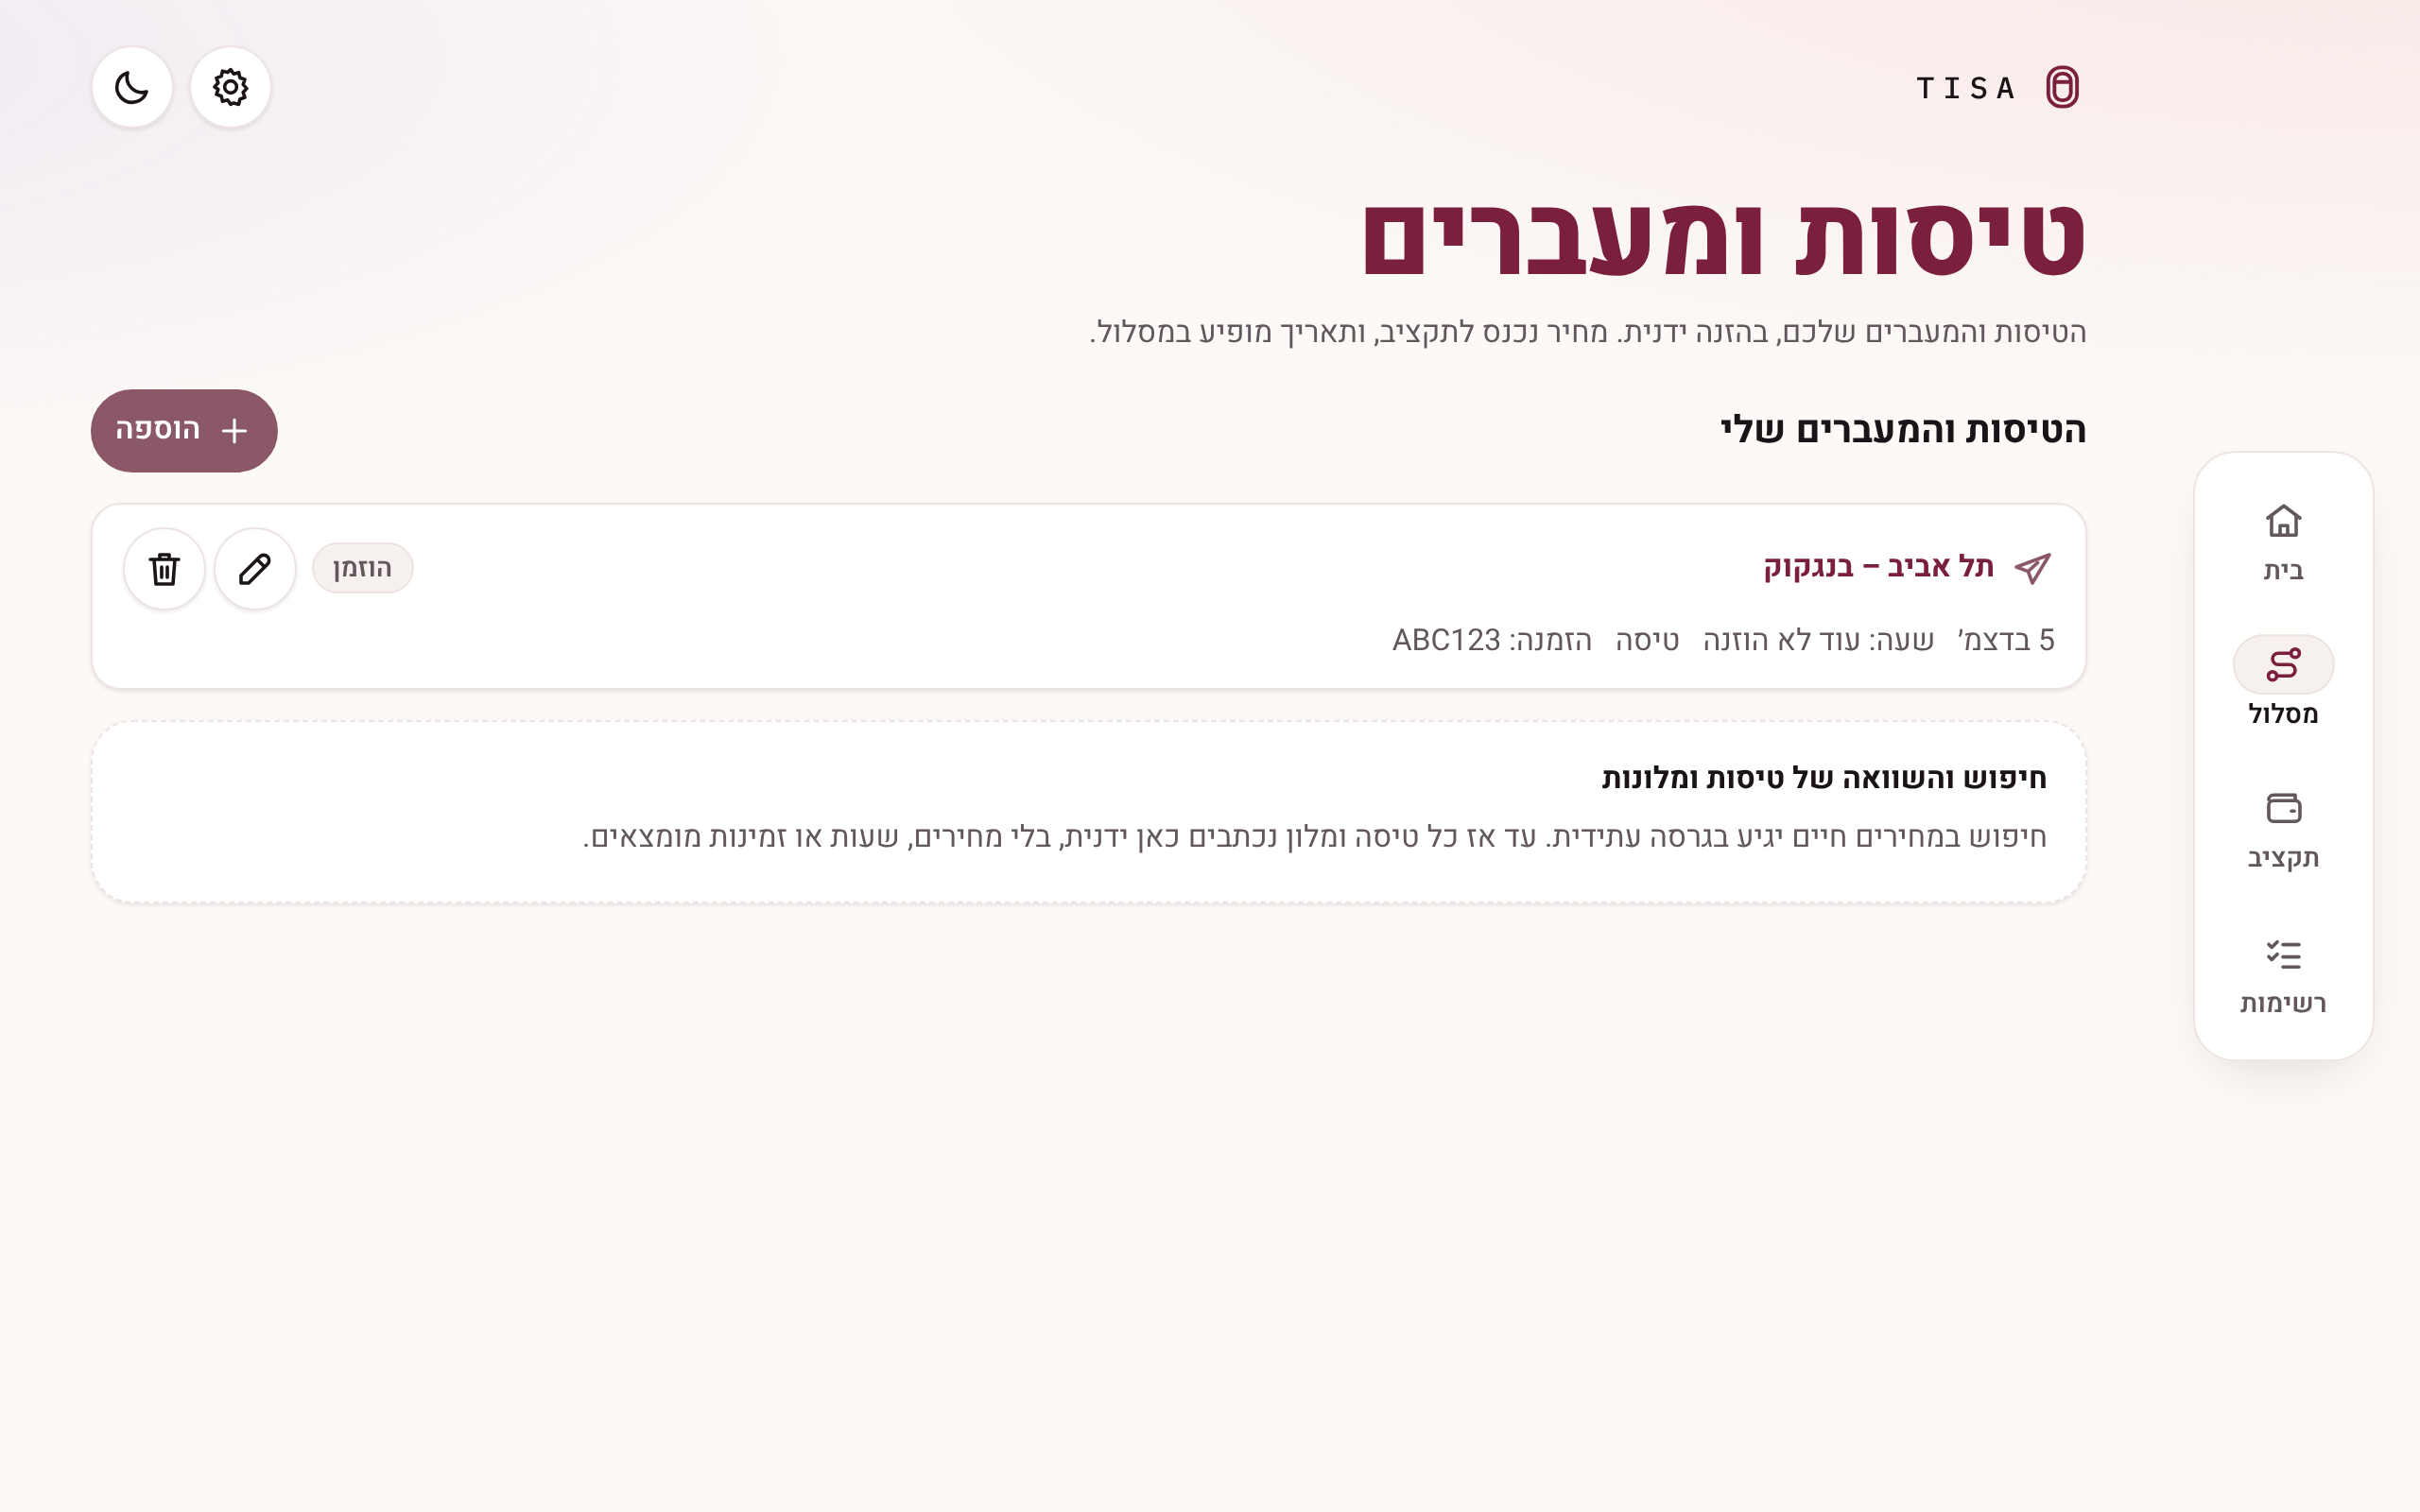 TISA
טיסות ומעברים
הטיסות והמעברים שלכם, בהזנה ידנית. מחיר נכנס לתקציב, ותאריך מופיע במסלול.
הטיסות והמעברים שלי
הוספה
תל אביב – בנגקוק
הוזמן
5 בדצמ׳ שעה: עוד לא הוזנה טיסה הזמנה: ABC123
חיפוש והשוואה של טיסות ומלונות
חיפוש במחירים חיים יגיע בגרסה עתידית. עד אז כל טיסה ומלון נכתבים כאן ידנית, בלי מחירים, שעות או זמינות מומצאים.
בית
מסלול
תקציב
רשימות